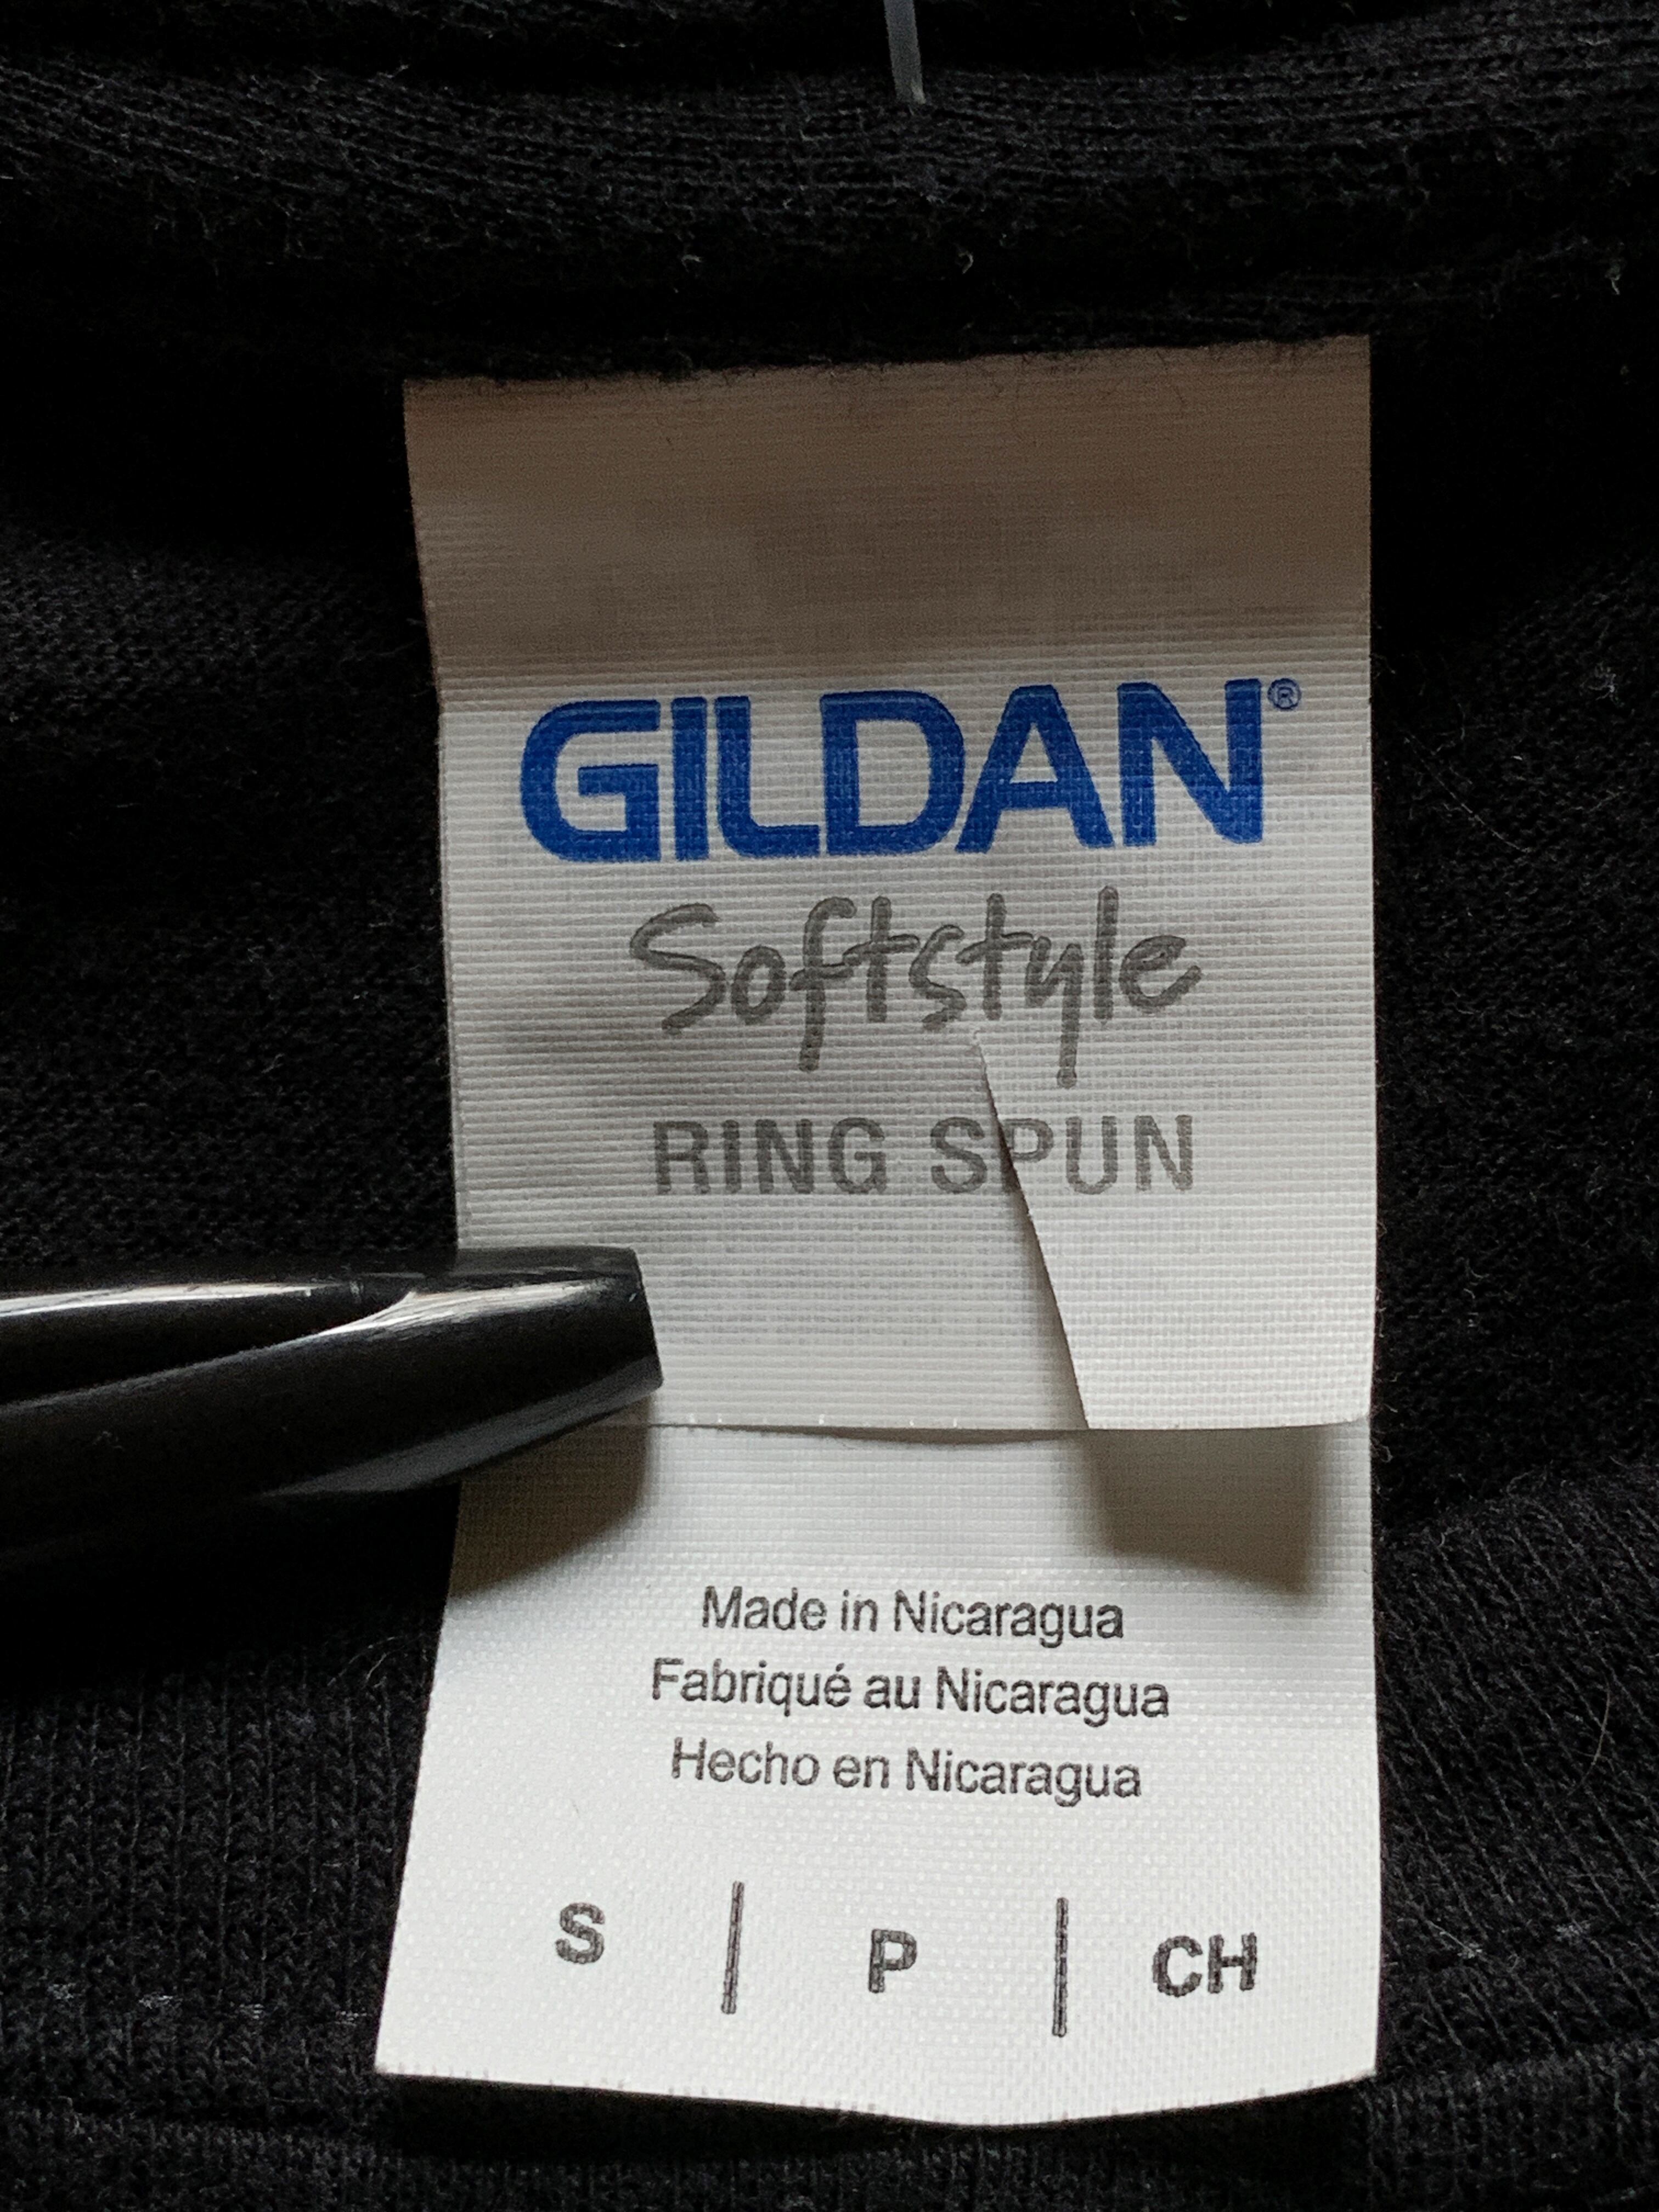 GILDAN®
Softstyle
RING SPUN
Made in Nicaragua
Fabriqué au Nicaragua
Hecho en Nicaragua
S | P | CH